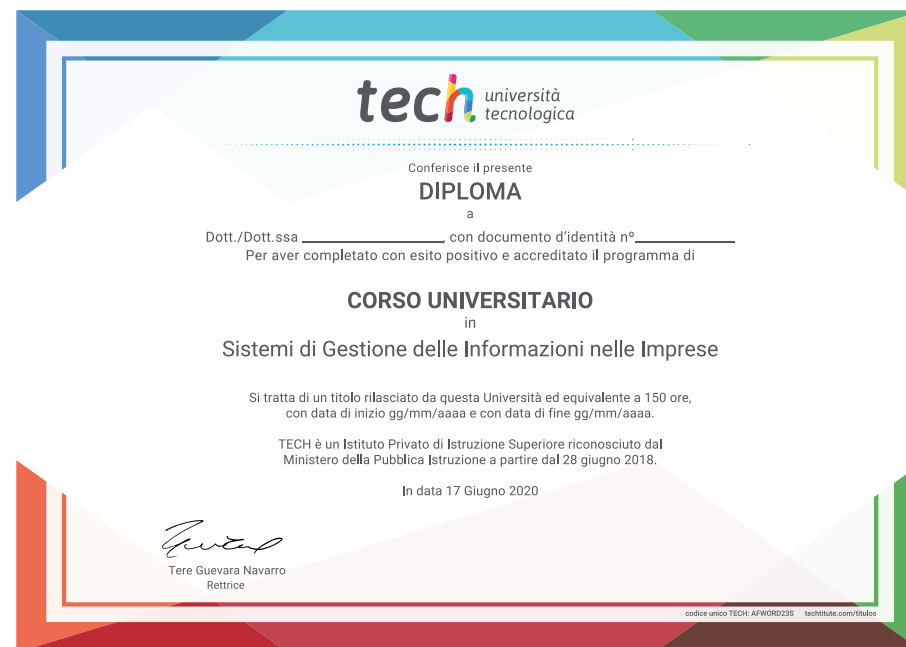 tech università
tecnologica
Conferisce il presente
DIPLOMA
a
Dott./Dott.ssa ____________________, con documento d'identità nº______________
Per aver completato con esito positivo e accreditato il programma di
CORSO UNIVERSITARIO
in
Sistemi di Gestione delle Informazioni nelle Imprese
Si tratta di un titolo rilasciato da questa Università ed equivalente a 150 ore,
con data di inizio gg/mm/aaaa e con data di fine gg/mm/aaaa.
TECH è un Istituto Privato di Istruzione Superiore riconosciuto dal
Ministero della Pubblica Istruzione a partire dal 28 giugno 2018.
In data 17 Giugno 2020
Tere Guevara Navarro
Rettrice
codice unico TECH: AFWORD23S techtitute.com/titulos